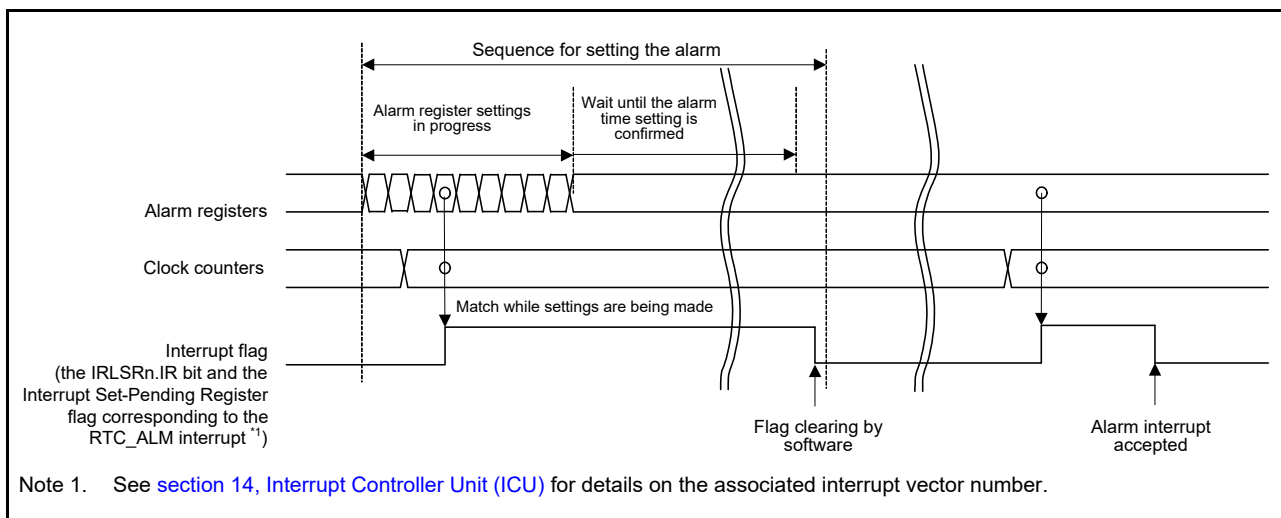 Sequence for setting the alarm
Alarm register settings
in progress
Wait until the alarm
time setting is
confirmed
Alarm registers
Clock counters
Match while settings are being made
Interrupt flag
(the IRLSRn.IR bit and the
Interrupt Set-Pending Register
flag corresponding to the
RTC_ALM interrupt *1)
Flag clearing by
software
Alarm interrupt
accepted
Note 1. See section 14, Interrupt Controller Unit (ICU) for details on the associated interrupt vector number.